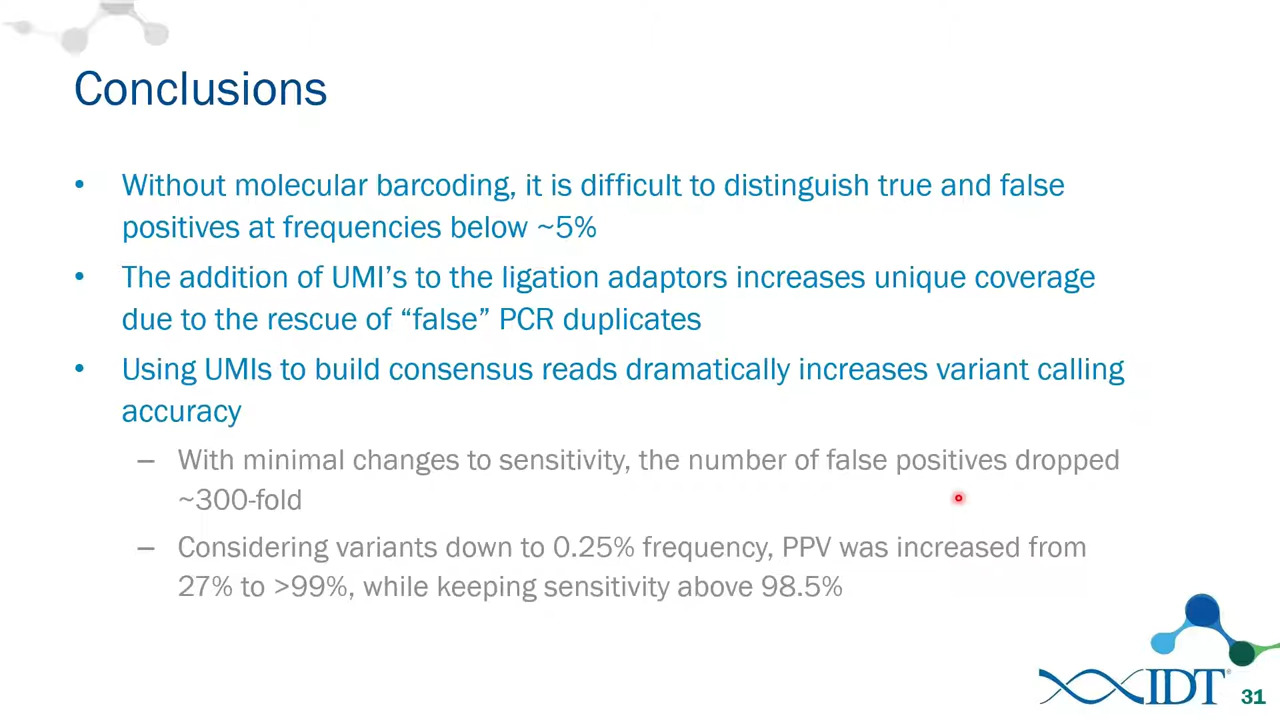 Conclusions
• Without molecular barcoding, it is difficult to distinguish true and false
positives at frequencies below ~5%
• The addition of UMI’s to the ligation adaptors increases unique coverage
due to the rescue of “false” PCR duplicates
• Using UMIs to build consensus reads dramatically increases variant calling
accuracy
– With minimal changes to sensitivity, the number of false positives dropped
~300-fold
– Considering variants down to 0.25% frequency, PPV was increased from
27% to >99%, while keeping sensitivity above 98.5%
IDT®
31